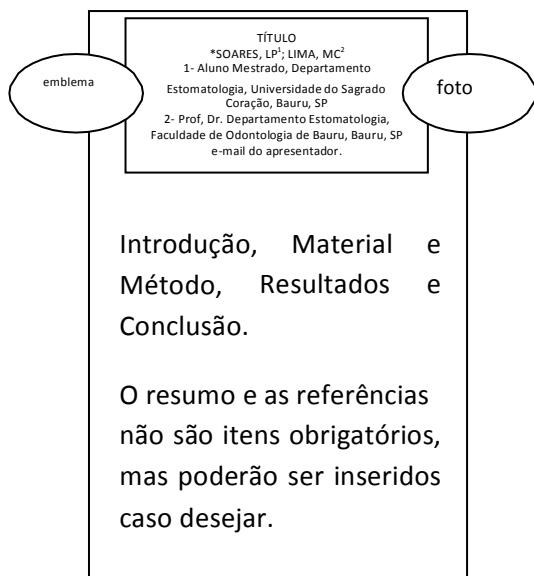 TÍTULO
*SOARES, LP¹; LIMA, MC²
1- Aluno Mestrado, Departamento
Estomatologia, Universidade do Sagrado
Coração, Bauru, SP
2- Prof, Dr. Departamento Estomatologia,
Faculdade de Odontologia de Bauru, Bauru, SP
e-mail do apresentador.
emblema
foto
Introdução, Material e
Método, Resultados e
Conclusão.
O resumo e as referências
não são itens obrigatórios,
mas poderão ser inseridos
caso desejar.